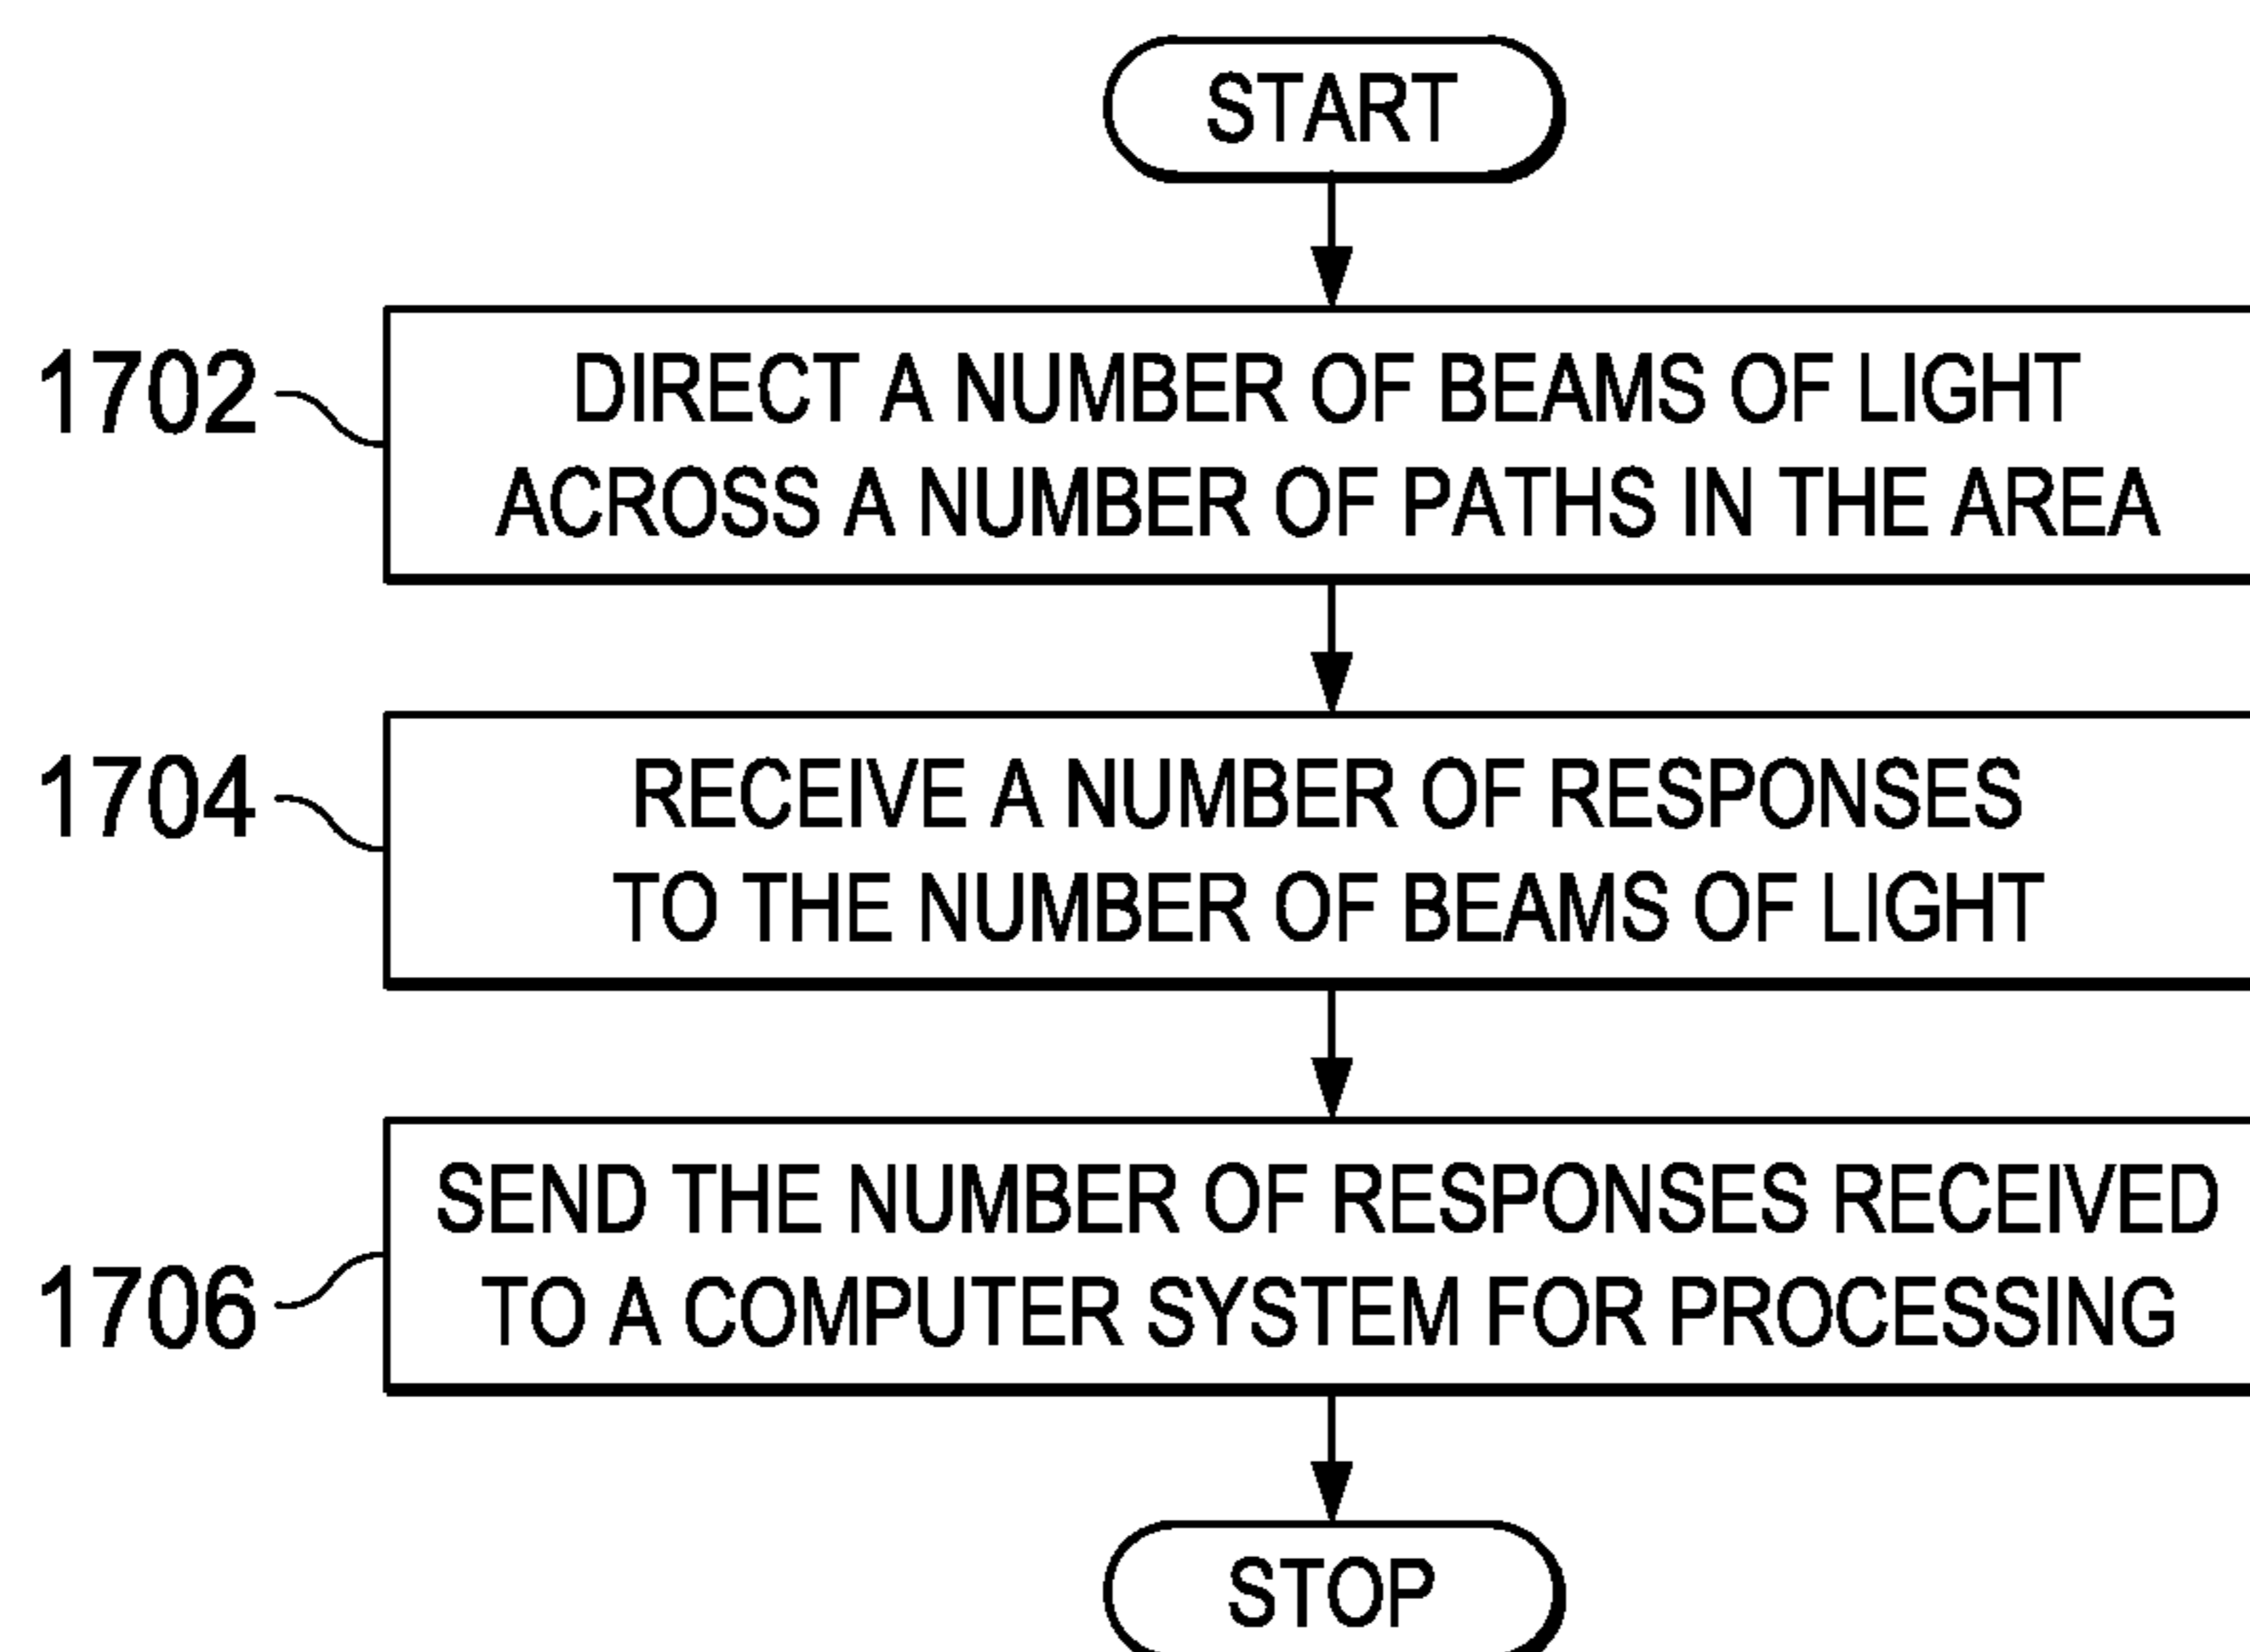 START
1702
DIRECT A NUMBER OF BEAMS OF LIGHT
ACROSS A NUMBER OF PATHS IN THE AREA
1704
RECEIVE A NUMBER OF RESPONSES
TO THE NUMBER OF BEAMS OF LIGHT
SEND THE NUMBER OF RESPONSES RECEIVED
1706
TO A COMPUTER SYSTEM FOR PROCESSING
STOP